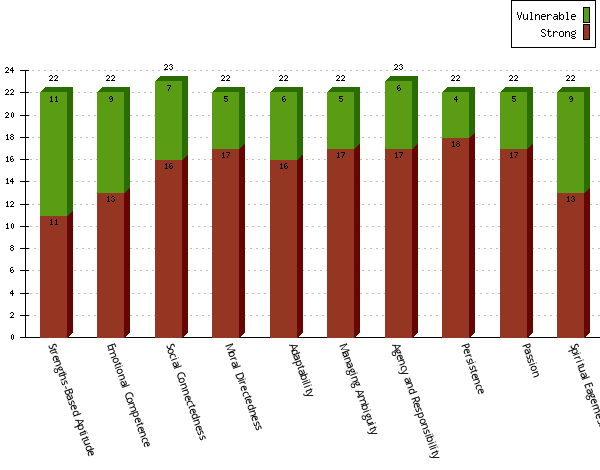 Vulnerable
Strong
24
22
20
18
16
14
12
10
8
6
4
2
0
22 22 23 22 22 22 23 22 22 22
11 9 7 5 6 5 6 4 5 9
11 13 16 17 16 17 17 18 17 13
Strengths-Based Aptitude
Emotional Competence
Social Connectedness
Moral Directedness
Adaptability
Managing Ambiguity
Agency and Responsibility
Persistence
Passion
Spiritual Eagernes